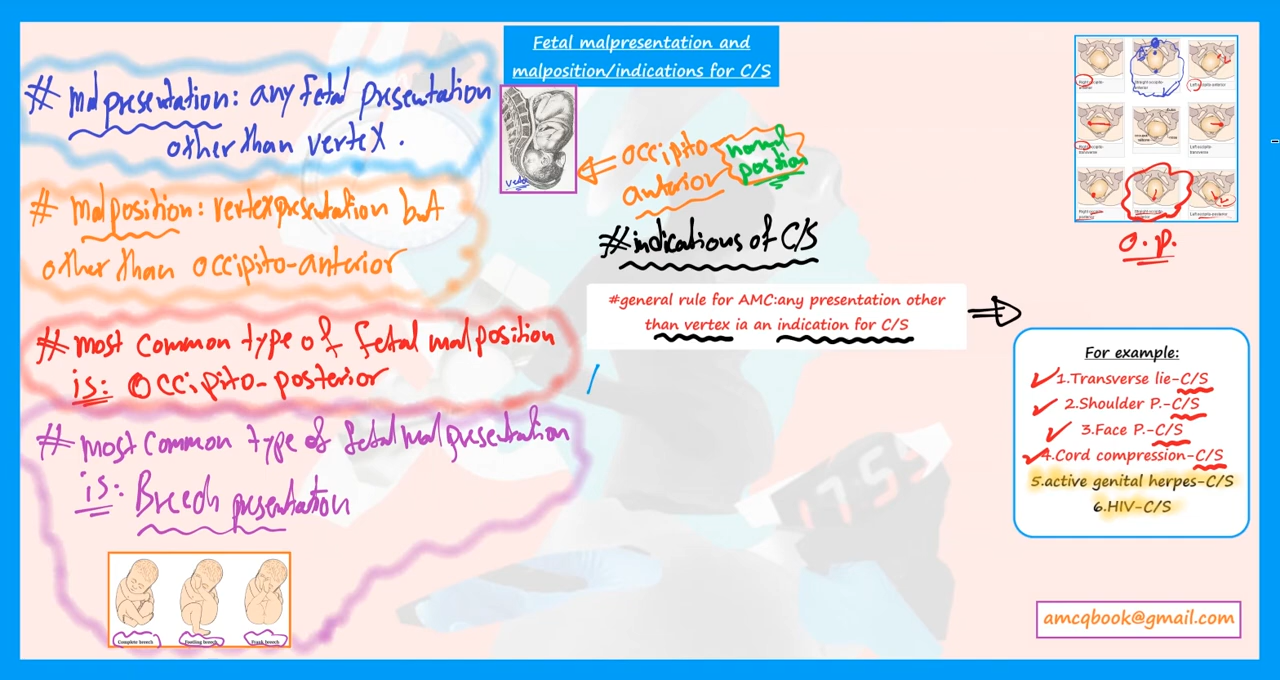 Fetal malpresentation and
malposition/indications for C/S
# malpresentation: any fetal presentation
other than vertex.
# malposition: vertex presentation but
other than occipito-anterior
# most common type of fetal malposition
is: Occipito-posterior
# most common type of fetal malpresentation
is: Breech presentation
Complete breech
Footling breech
Frank breech
Vertex
occipito
anterior
normal
position
#indications of C/S
#general rule for AMC:any presentation other
than vertex ia an indication for C/S
O.P.
For example:
1.Transverse lie-C/S
2.Shoulder P.-C/S
3.Face P.-C/S
4.Cord compression-C/S
5.active genital herpes-C/S
6.HIV-C/S
17:55
amcqbook@gmail.com